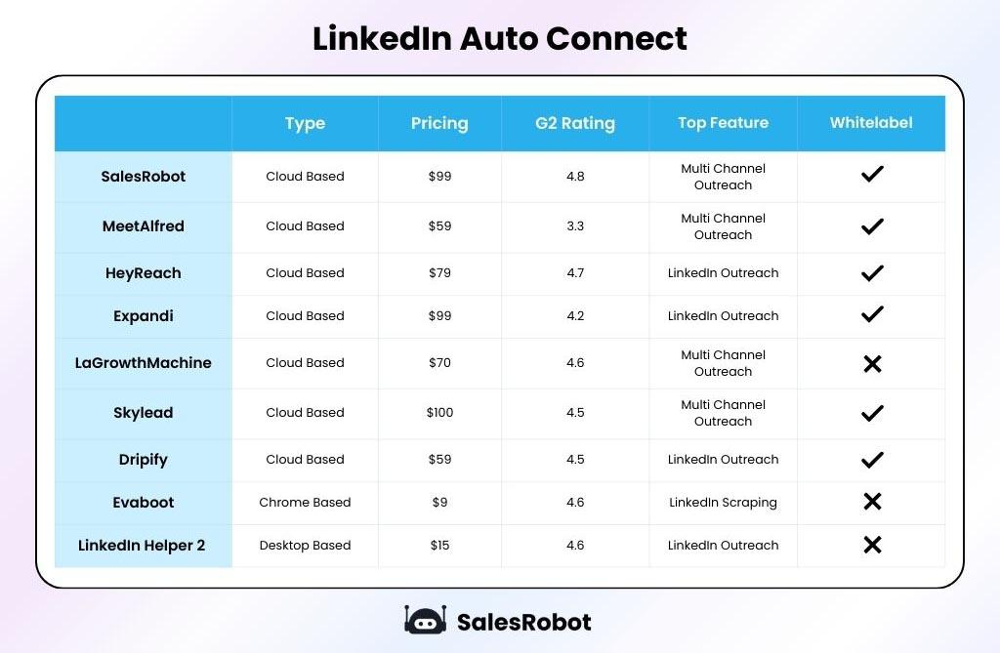 LinkedIn Auto Connect
Type Pricing G2 Rating Top Feature Whitelabel
SalesRobot Cloud Based $99 4.8 Multi Channel
Outreach
MeetAlfred Cloud Based $59 3.3 Multi Channel
Outreach
HeyReach Cloud Based $79 4.7 LinkedIn Outreach
Expandi Cloud Based $99 4.2 LinkedIn Outreach
LaGrowthMachine Cloud Based $70 4.6 Multi Channel
Outreach
Skylead Cloud Based $100 4.5 Multi Channel
Outreach
Dripify Cloud Based $59 4.5 LinkedIn Outreach
Evaboot Chrome Based $9 4.6 LinkedIn Scraping
LinkedIn Helper 2 Desktop Based $15 4.6 LinkedIn Outreach
SalesRobot